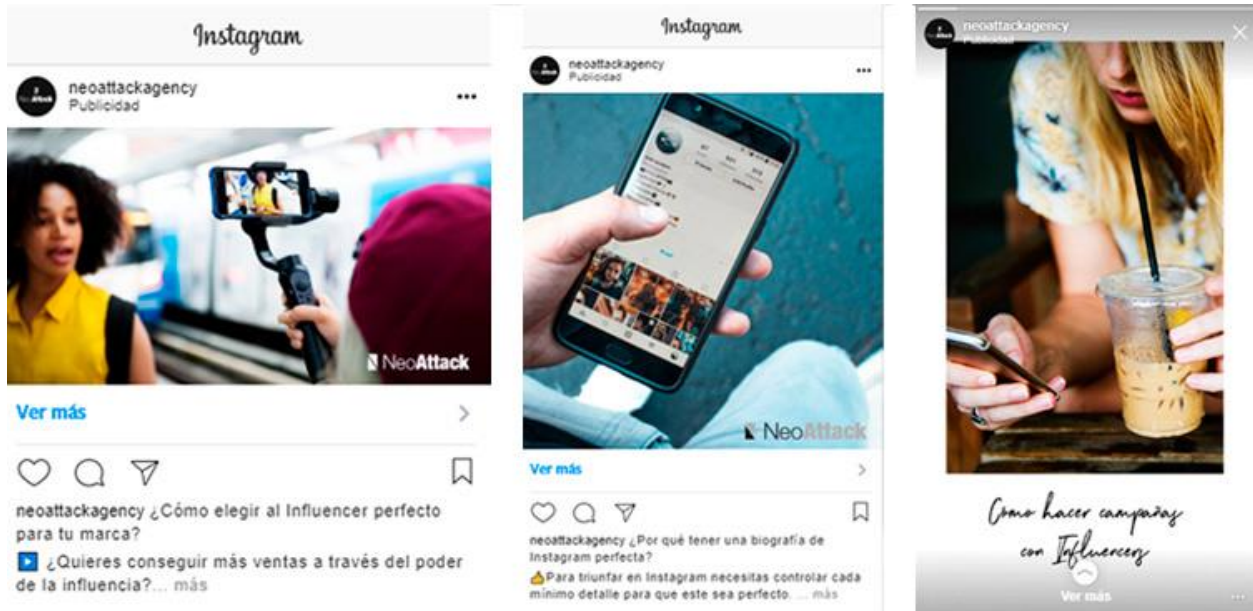 Instagram
neoattackagency
Publicidad
NeoAttack
Ver más
neoattackagency ¿Cómo elegir al Influencer perfecto
para tu marca?
¿Quieres conseguir más ventas a través del poder
de la influencia?... más
Instagram
neoattackagency
Publicidad
NeoAttack
Ver más
neoattackagency ¿Por qué tener una biografía de
Instagram perfecta?
Para triunfar en Instagram necesitas controlar cada
mínimo detalle para que este sea perfecto. ... más
neoattackagency
Publicidad
Como hacer campañas
con Influencers
Ver más